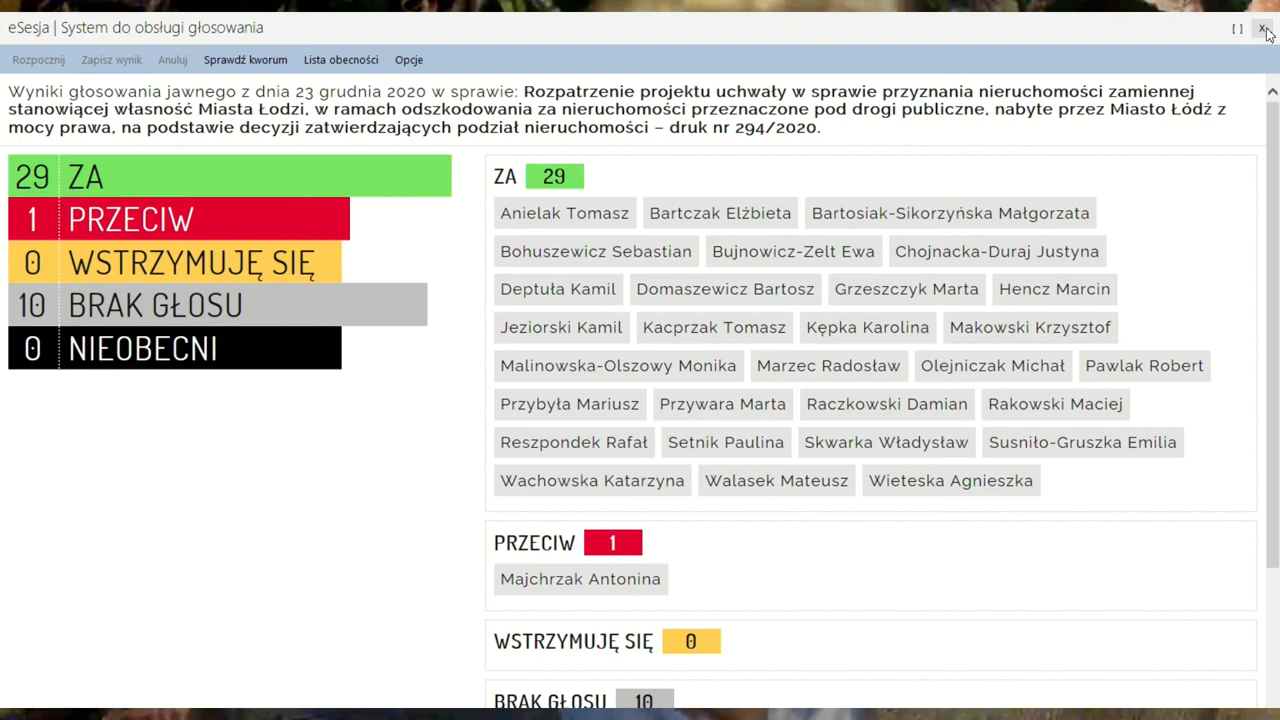 eSesja | System do obsługi głosowania
[ ] X
Rozpocznij Zapisz wynik Anuluj Sprawdź kworum Lista obecności Opcje
Wyniki głosowania jawnego z dnia 23 grudnia 2020 w sprawie: Rozpatrzenie projektu uchwały w sprawie przyznania nieruchomości zamiennej
stanowiącej własność Miasta Łodzi, w ramach odszkodowania za nieruchomości przeznaczone pod drogi publiczne, nabyte przez Miasto Łódź z
mocy prawa, na podstawie decyzji zatwierdzających podział nieruchomości – druk nr 294/2020.
29 ZA
1 PRZECIW
0 WSTRZYMUJĘ SIĘ
10 BRAK GŁOSU
0 NIEOBECNI
ZA 29
Anielak Tomasz Bartczak Elżbieta Bartosiak-Sikorzyńska Małgorzata
Bohuszewicz Sebastian Bujnowicz-Zelt Ewa Chojnacka-Duraj Justyna
Deptuła Kamil Domaszewicz Bartosz Grzeszczyk Marta Hencz Marcin
Jeziorski Kamil Kacprzak Tomasz Kępka Karolina Makowski Krzysztof
Malinowska-Olszowy Monika Marzec Radosław Olejniczak Michał Pawlak Robert
Przybyła Mariusz Przywara Marta Raczkowski Damian Rakowski Maciej
Reszpondek Rafał Setnik Paulina Skwarka Władysław Susniło-Gruszka Emilia
Wachowska Katarzyna Walasek Mateusz Wieteska Agnieszka
PRZECIW 1
Majchrzak Antonina
WSTRZYMUJĘ SIĘ 0
BRAK GŁOSU 10